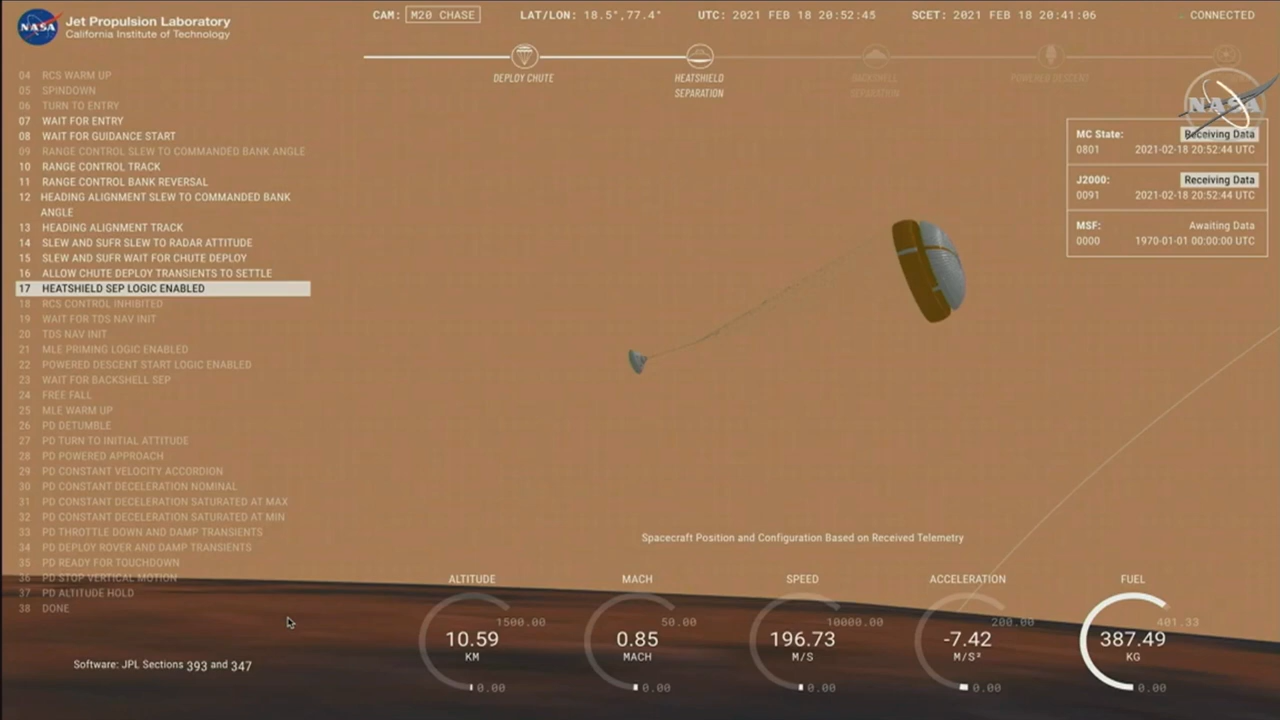 NASA
Jet Propulsion Laboratory
California Institute of Technology
CAM: M20 CHASE LAT/LON: 18.5°,77.4° UTC: 2021 FEB 18 20:52:45 SCET: 2021 FEB 18 20:41:06 CONNECTED
DEPLOY CHUTE
HEATSHIELD
SEPARATION
BACKSHELL
SEPARATION
POWERED DESCENT
NASA
04 RCS WARM UP
05 SPINDOWN
06 TURN TO ENTRY
07 WAIT FOR ENTRY
08 WAIT FOR GUIDANCE START
09 RANGE CONTROL SLEW TO COMMANDED BANK ANGLE
10 RANGE CONTROL TRACK
11 RANGE CONTROL BANK REVERSAL
12 HEADING ALIGNMENT SLEW TO COMMANDED BANK
ANGLE
13 HEADING ALIGNMENT TRACK
14 SLEW AND SUFR SLEW TO RADAR ATTITUDE
15 SLEW AND SUFR WAIT FOR CHUTE DEPLOY
16 ALLOW CHUTE DEPLOY TRANSIENTS TO SETTLE
17 HEATSHIELD SEP LOGIC ENABLED
18 RCS CONTROL INHIBITED
19 WAIT FOR TDS NAV INIT
20 TDS NAV INIT
21 MLE PRIMING LOGIC ENABLED
22 POWERED DESCENT START LOGIC ENABLED
23 WAIT FOR BACKSHELL SEP
24 FREE FALL
25 MLE WARM UP
26 PD DETUMBLE
27 PD TURN TO INITIAL ATTITUDE
28 PD POWERED APPROACH
29 PD CONSTANT VELOCITY ACCORDION
30 PD CONSTANT DECELERATION NOMINAL
31 PD CONSTANT DECELERATION SATURATED AT MAX
32 PD CONSTANT DECELERATION SATURATED AT MIN
33 PD THROTTLE DOWN AND DAMP TRANSIENTS
34 PD DEPLOY ROVER AND DAMP TRANSIENTS
35 PD READY FOR TOUCHDOWN
36 PD STOP VERTICAL MOTION
37 PD ALTITUDE HOLD
38 DONE
MC State: Receiving Data
0801 2021-02-18 20:52:44 UTC
J2000: Receiving Data
0091 2021-02-18 20:52:44 UTC
MSF: Awaiting Data
0000 1970-01-01 00:00:00 UTC
Spacecraft Position and Configuration Based on Received Telemetry
ALTITUDE MACH SPEED ACCELERATION FUEL
1500.00 50.00 10000.00 200.00 401.33
10.59 0.85 196.73 -7.42 387.49
KM MACH M/S M/S² KG
0.00 0.00 0.00 0.00 0.00
Software: JPL Sections 393 and 347